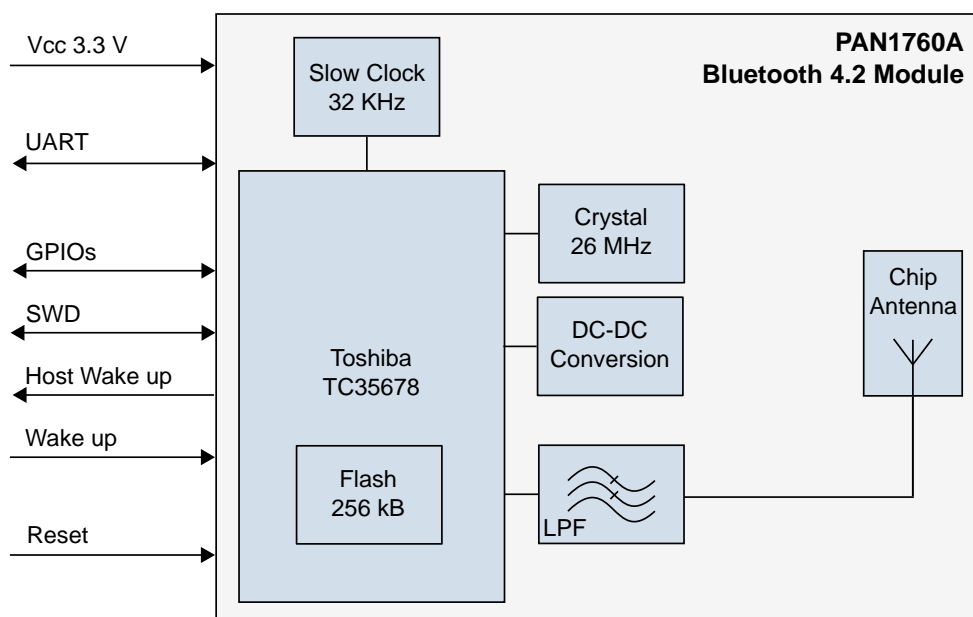 Vcc 3.3 V
UART
GPIOs
SWD
Host Wake up
Wake up
Reset
PAN1760A
Bluetooth 4.2 Module
Slow Clock
32 KHz
Crystal
26 MHz
DC-DC
Conversion
Toshiba
TC35678
Flash
256 kB
LPF
Chip
Antenna